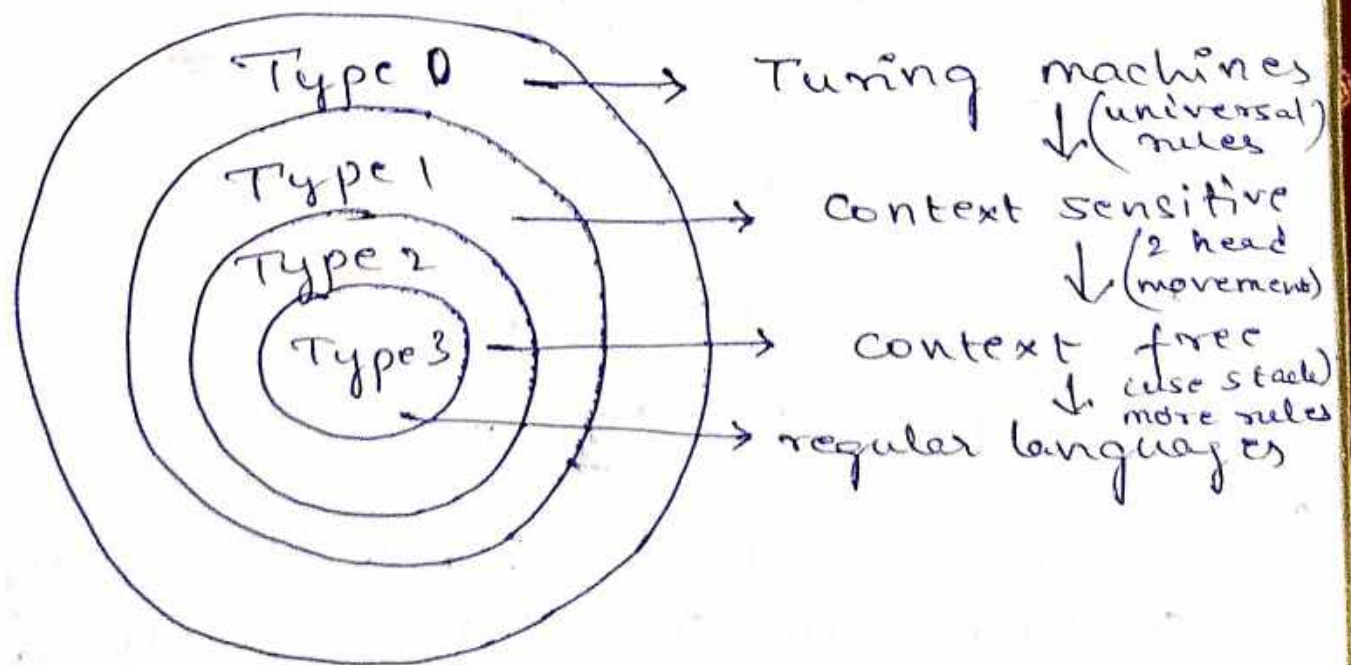 Type 0 → Turing machines
↓ (universal)
rules
Type 1 → context sensitive
↓ (2 head
movement)
Type 2
Type 3 → context free
↓ (use stack)
more rules
→ regular languages